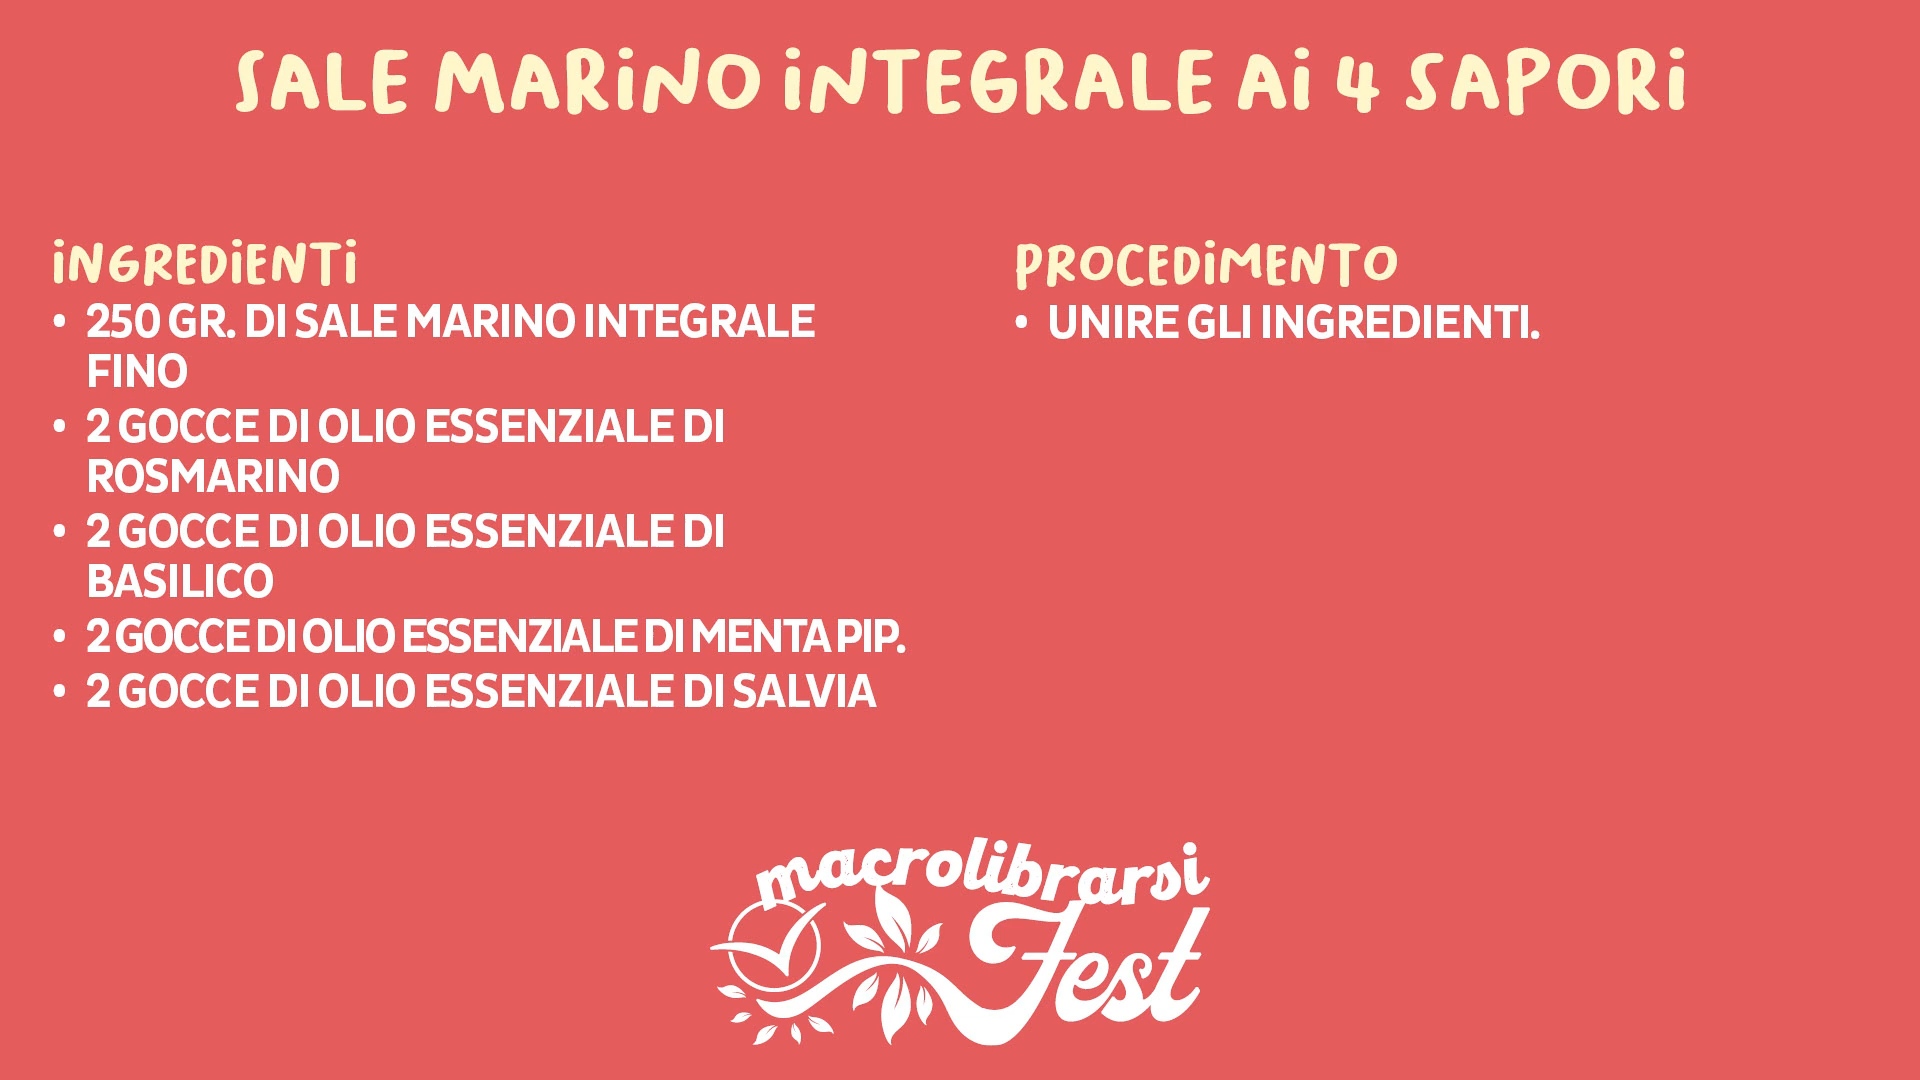 SALE MARINO INTEGRALE AI 4 SAPORI
INGREDIENTI
• 250 GR. DI SALE MARINO INTEGRALE
FINO
• 2 GOCCE DI OLIO ESSENZIALE DI
ROSMARINO
• 2 GOCCE DI OLIO ESSENZIALE DI
BASILICO
• 2 GOCCE DI OLIO ESSENZIALE DI MENTA PIP.
• 2 GOCCE DI OLIO ESSENZIALE DI SALVIA
PROCEDIMENTO
• UNIRE GLI INGREDIENTI.
macrolibrarsi
Fest